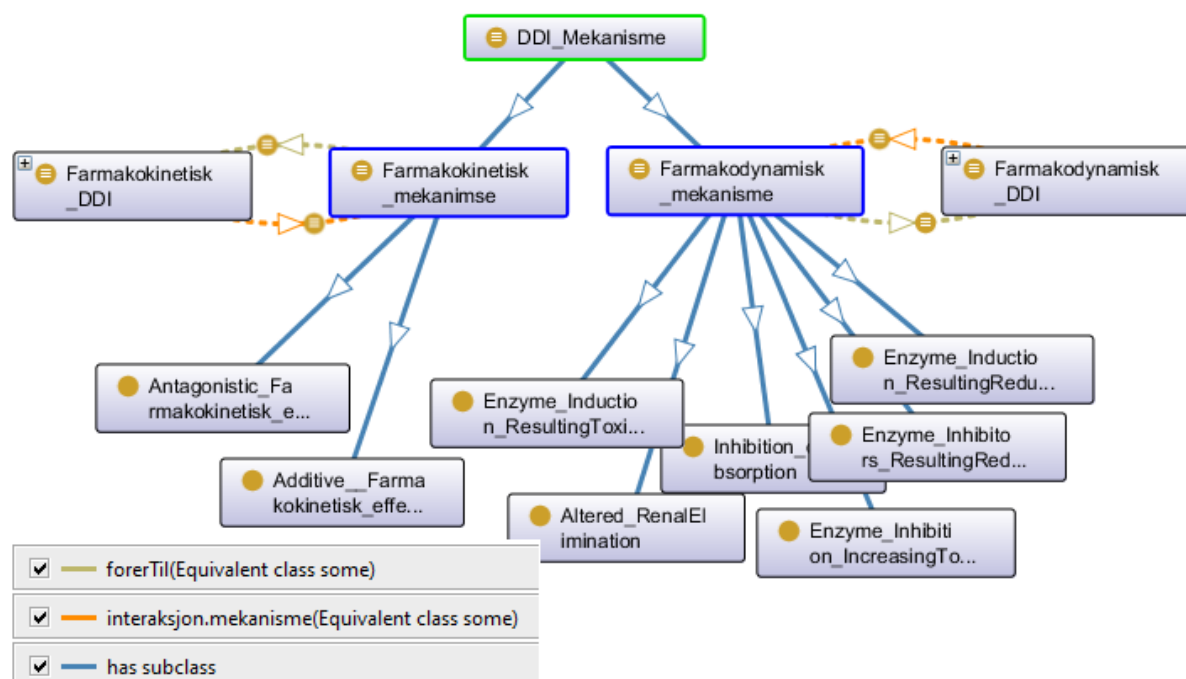 DDI_Mekanisme
Farmakokinetisk
_DDI
Farmakokinetisk
_mekanimse
Farmakodynamisk
_mekanisme
Farmakodynamisk
_DDI
Antagonistic_Fa
rmakokinetisk_e...
Additive__Farma
kokinetisk_effe...
Enzyme_Inductio
n_ResultingToxi...
Altered_RenalEl
imination
Inhibition_
bsorption
Enzyme_Inductio
n_ResultingRedu...
Enzyme_Inhibito
rs_ResultingRed...
Enzyme_Inhibiti
on_IncreasingTo...
forerTil(Equivalent class some)
interaksjon.mekanisme(Equivalent class some)
has subclass